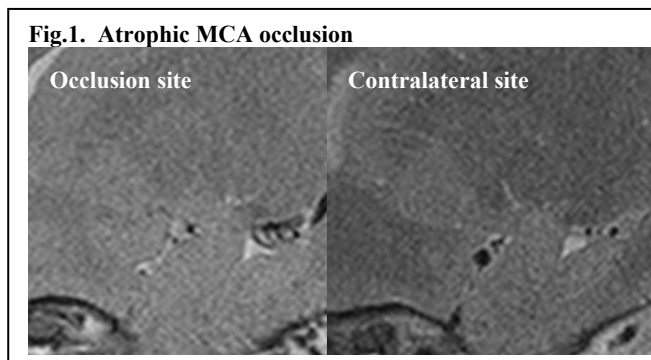 Fig.1. Atrophic MCA occlusion
Occlusion site
Contralateral site